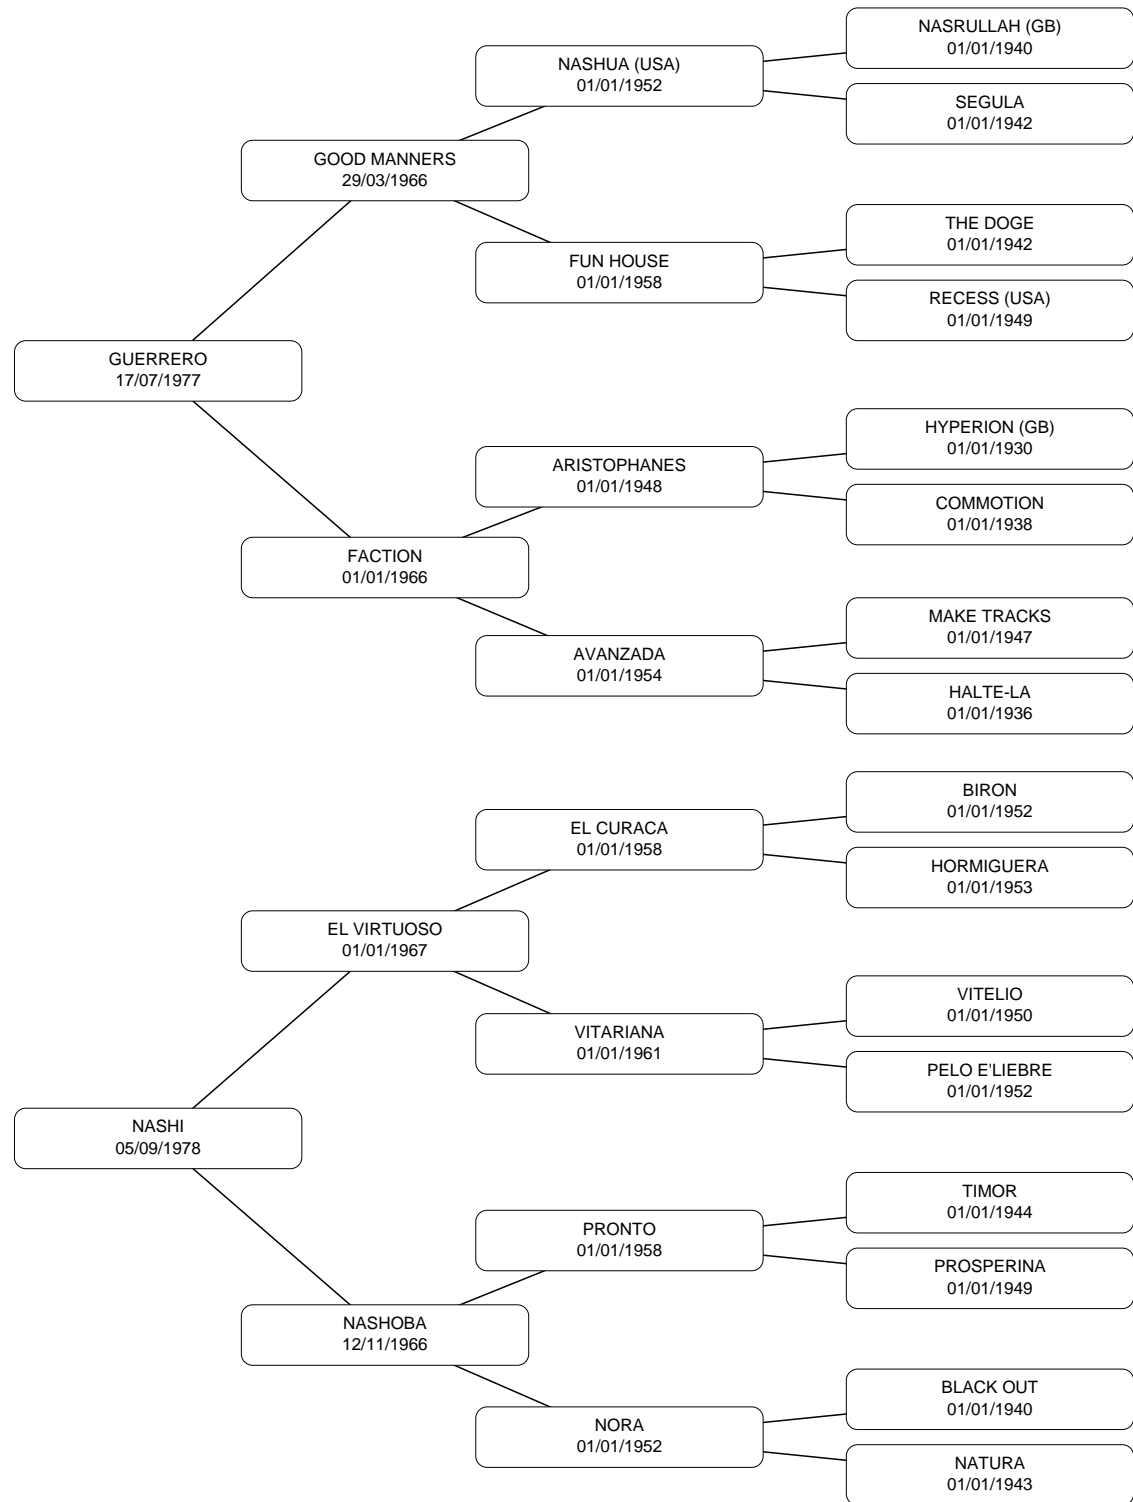 NASRULLAH (GB)
01/01/1940
NASHUA (USA)
01/01/1952
SEGULA
01/01/1942
GOOD MANNERS
29/03/1966
THE DOGE
01/01/1942
FUN HOUSE
01/01/1958
RECESS (USA)
01/01/1949
GUERRERO
17/07/1977
HYPERION (GB)
01/01/1930
ARISTOPHANES
01/01/1948
COMMOTION
01/01/1938
FACTION
01/01/1966
MAKE TRACKS
01/01/1947
AVANZADA
01/01/1954
HALTE-LA
01/01/1936
BIRON
01/01/1952
EL CURACA
01/01/1958
HORMIGUERA
01/01/1953
EL VIRTUOSO
01/01/1967
VITELIO
01/01/1950
VITARIANA
01/01/1961
PELO E'LIEBRE
01/01/1952
NASHI
05/09/1978
TIMOR
01/01/1944
PRONTO
01/01/1958
PROSPERINA
01/01/1949
NASHOBA
12/11/1966
BLACK OUT
01/01/1940
NORA
01/01/1952
NATURA
01/01/1943